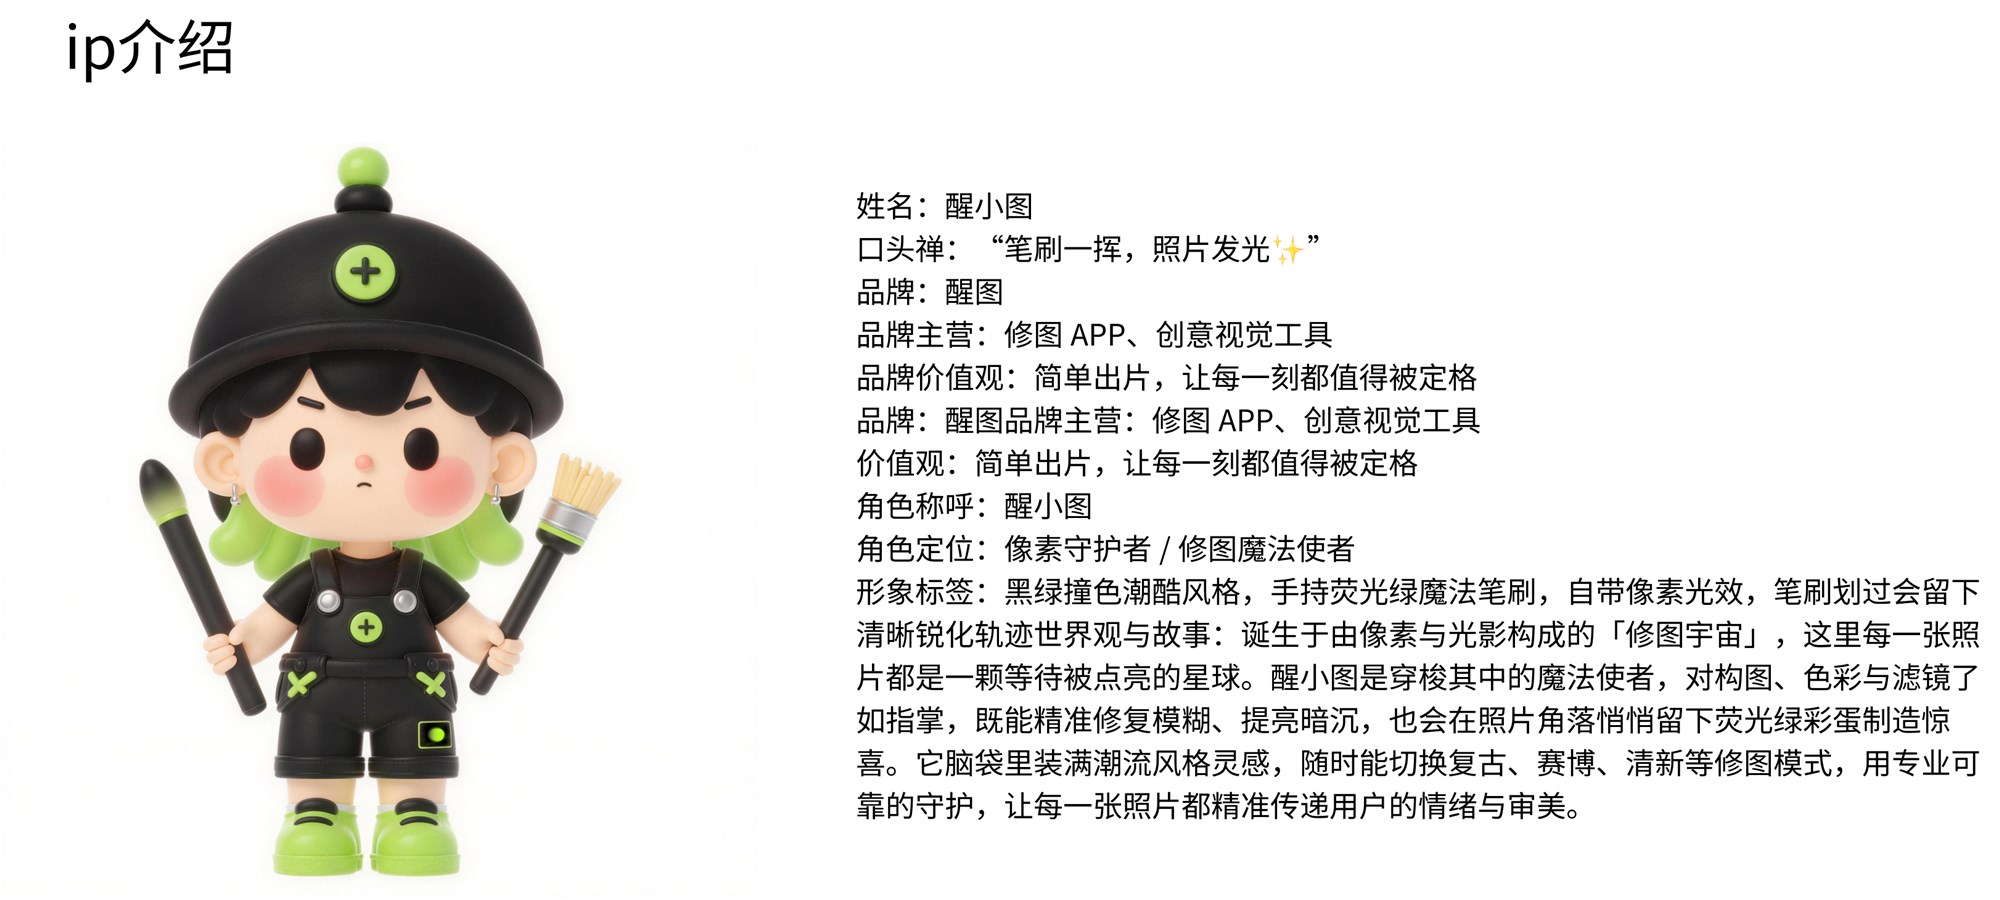 ip介绍
姓名：醒小图
口头禅：“笔刷一挥，照片发光✨”
品牌：醒图
品牌主营：修图 APP、创意视觉工具
品牌价值观：简单出片，让每一刻都值得被定格
品牌：醒图品牌主营：修图 APP、创意视觉工具
价值观：简单出片，让每一刻都值得被定格
角色称呼：醒小图
角色定位：像素守护者 / 修图魔法使者
形象标签：黑绿撞色潮酷风格，手持荧光绿魔法笔刷，自带像素光效，笔刷划过会留下
清晰锐化轨迹世界观与故事：诞生于由像素与光影构成的「修图宇宙」，这里每一张照
片都是一颗等待被点亮的星球。醒小图是穿梭其中的魔法使者，对构图、色彩与滤镜了
如指掌，既能精准修复模糊、提亮暗沉，也会在照片角落悄悄留下荧光绿彩蛋制造惊
喜。它脑袋里装满潮流风格灵感，随时能切换复古、赛博、清新等修图模式，用专业可
靠的守护，让每一张照片都精准传递用户的情绪与审美。